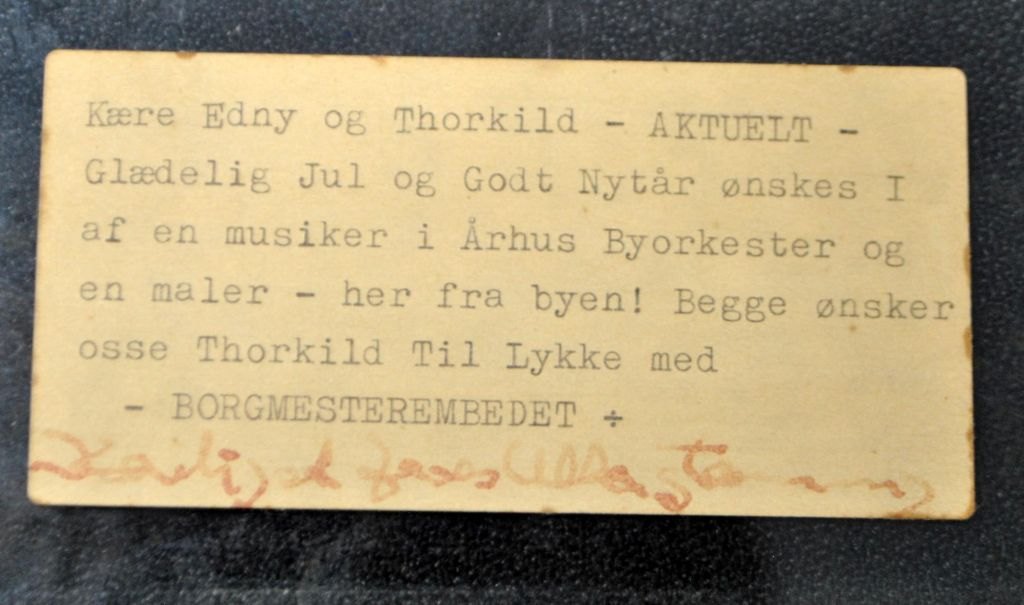 Kære Edny og Thorkild - AKTUELT -
Glædelig Jul og Godt Nytår ønskes I
af en musiker i Århus Byorkester og
en maler - her fra byen! Begge ønsker
osse Thorkild Til Lykke med
- BORGMESTEREMBEDET ÷